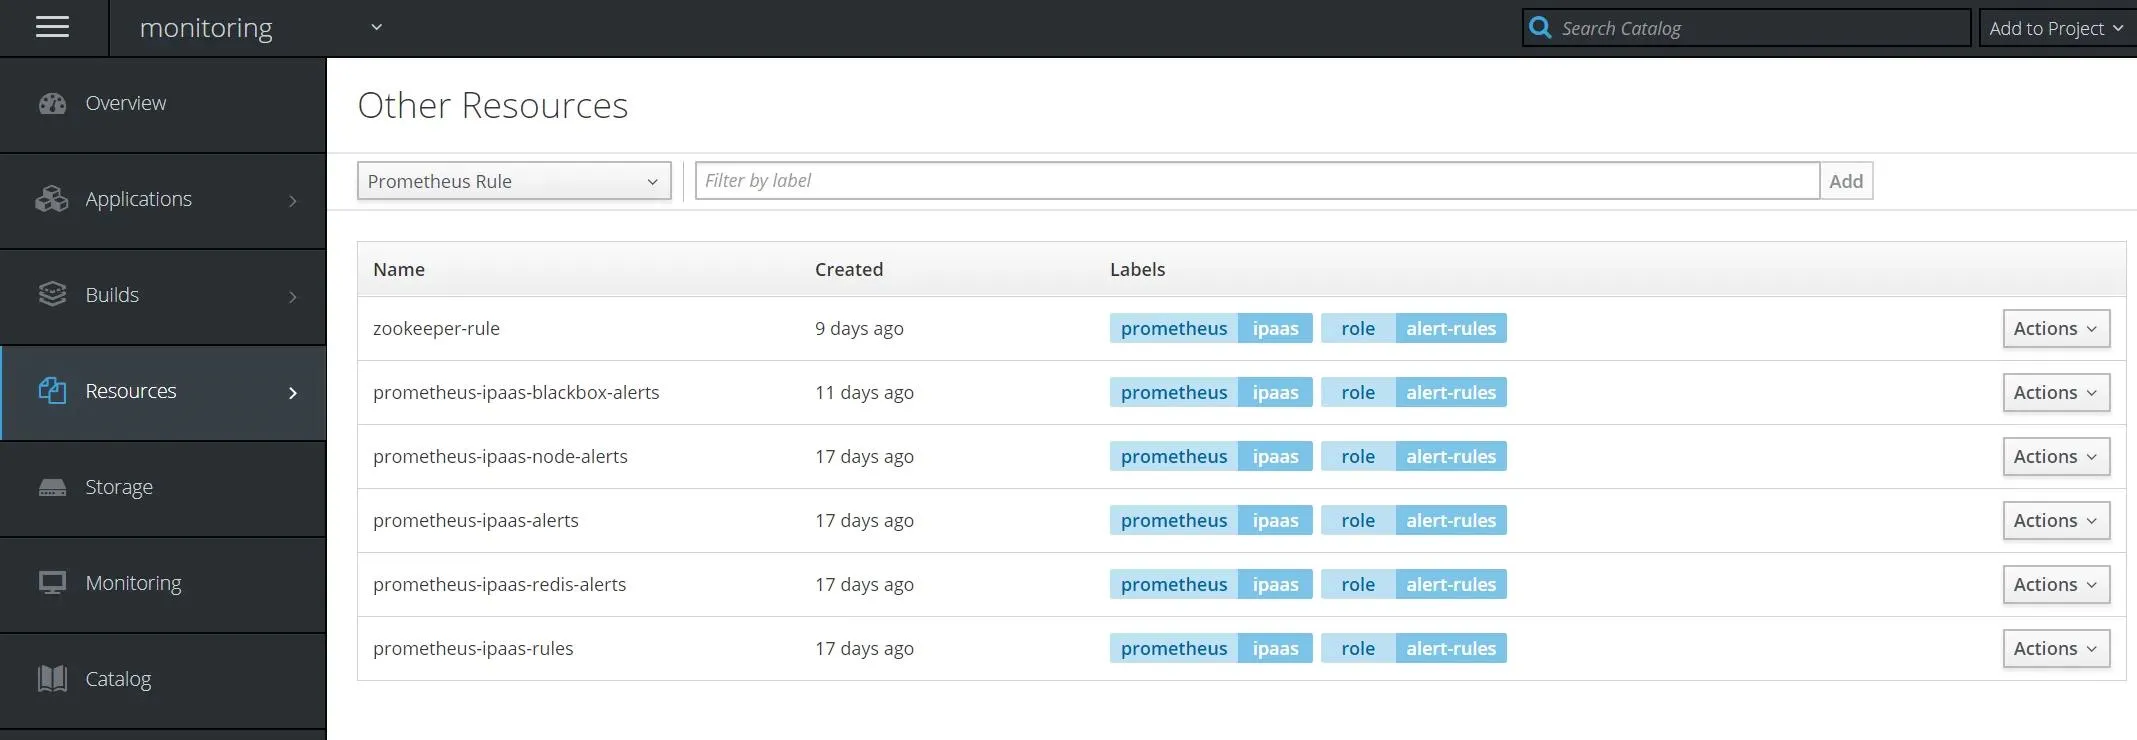 monitoring
Search Catalog
Add to Project
Overview
Applications
Builds
Resources
Storage
Monitoring
Catalog
Other Resources
Prometheus Rule
Filter by label
Add
Name Created Labels
zookeeper-rule 9 days ago prometheus ipaas role alert-rules Actions
prometheus-ipaas-blackbox-alerts 11 days ago prometheus ipaas role alert-rules Actions
prometheus-ipaas-node-alerts 17 days ago prometheus ipaas role alert-rules Actions
prometheus-ipaas-alerts 17 days ago prometheus ipaas role alert-rules Actions
prometheus-ipaas-redis-alerts 17 days ago prometheus ipaas role alert-rules Actions
prometheus-ipaas-rules 17 days ago prometheus ipaas role alert-rules Actions